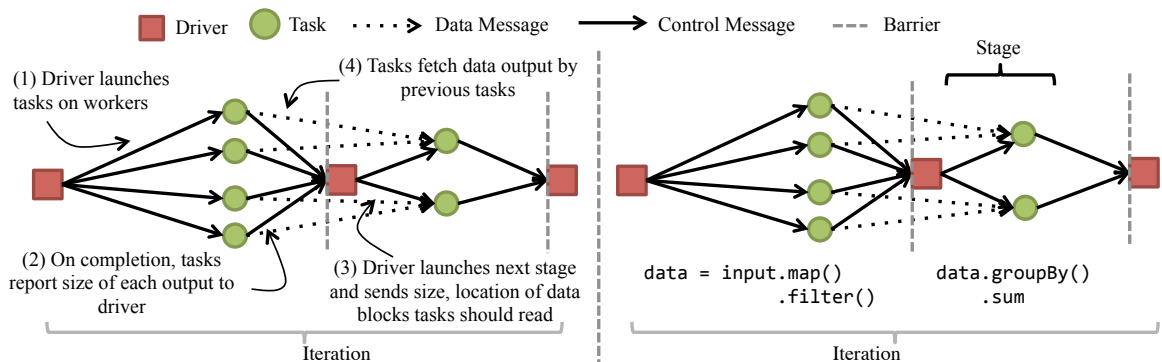 Driver
Task
Data Message
Control Message
Barrier
(1) Driver launches
tasks on workers
(4) Tasks fetch data output by
previous tasks
(2) On completion, tasks
report size of each output to
driver
(3) Driver launches next stage
and sends size, location of data
blocks tasks should read
Iteration
Stage
data = input.map()
.filter()
data.groupBy()
.sum
Iteration